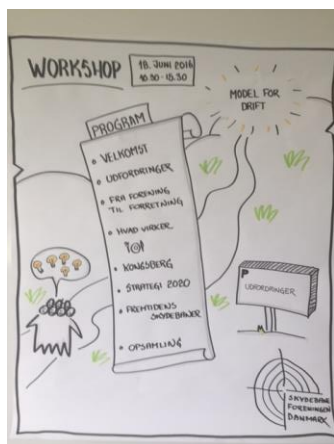 WORKSHOP
18. JUNI 2016
10.30 - 15.30
MODEL FOR
DRIFT
PROGRAM
• VELKOMST
• UDFORDRINGER
• FRA FORENING
TIL FORRETNING
• HVAD VIRKER
• KONGSBERG
• STRATEGI 2020
• FREMTIDENS
SKYDEBANER
• OPSAMLING
P
UDFORDRINGER
SKYDEBANE
FORENINGEN
DANMARK